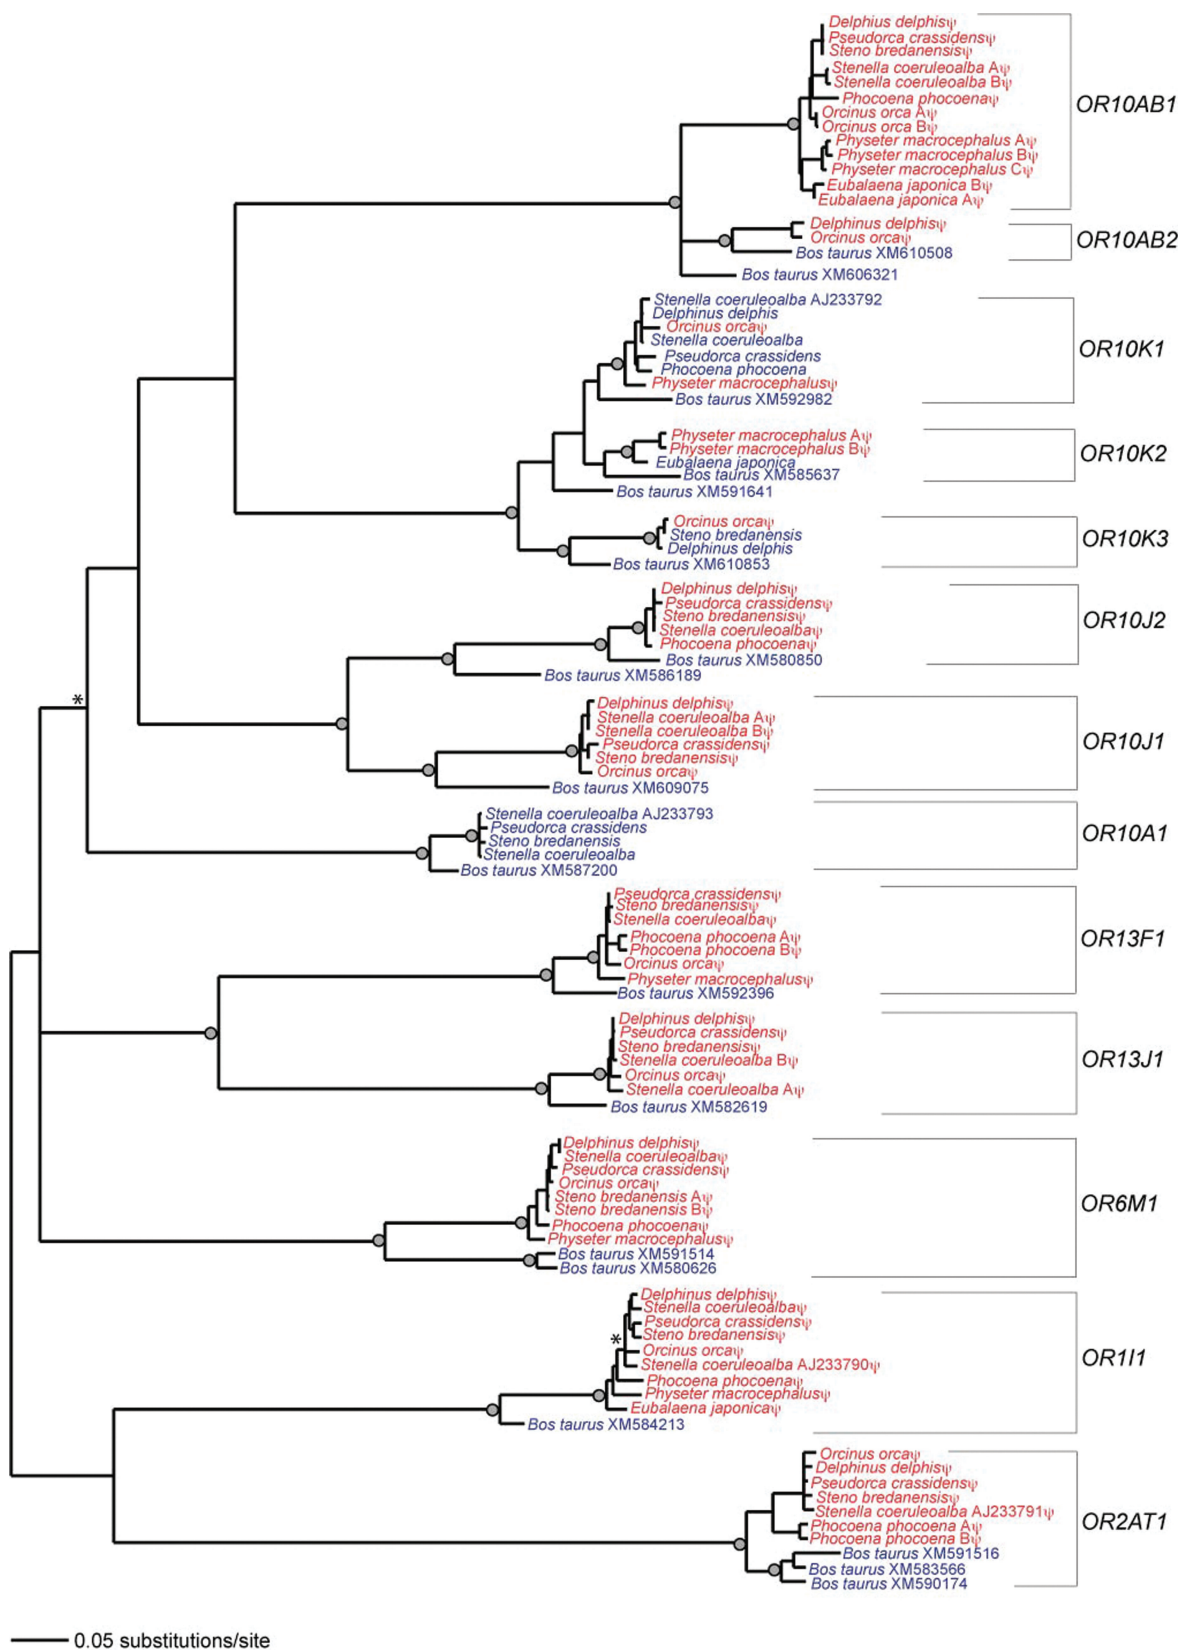 Delphius delphisψ
Pseudorca crassidensψ
Steno bredanensisψ
Stenella coeruleoalba Aψ
Stenella coeruleoalba Bψ
Phocoena phocoenaψ
Orcinus orca Aψ
Orcinus orca Bψ
Physeter macrocephalus Aψ
Physeter macrocephalus Bψ
Physeter macrocephalus Cψ
Eubalaena japonica Bψ
Eubalaena japonica Aψ
OR10AB1
Delphinus delphisψ
Orcinus orcaψ
Bos taurus XM610508
OR10AB2
Bos taurus XM606321
Stenella coeruleoalba AJ233792
Delphinus delphis
Orcinus orcaψ
Stenella coeruleoalba
Pseudorca crassidens
Phocoena phocoena
Physeter macrocephalusψ
Bos taurus XM592982
OR10K1
Physeter macrocephalus Aψ
Physeter macrocephalus Bψ
Eubalaena japonica
Bos taurus XM585637
OR10K2
Bos taurus XM591641
Orcinus orcaψ
Steno bredanensis
Delphinus delphis
Bos taurus XM610853
OR10K3
Delphinus delphisψ
Pseudorca crassidensψ
Steno bredanensisψ
Stenella coeruleoalbaψ
Phocoena phocoenaψ
Bos taurus XM580850
OR10J2
Bos taurus XM586189
*
Delphinus delphisψ
Stenella coeruleoalba Aψ
Stenella coeruleoalba Bψ
Pseudorca crassidensψ
Steno bredanensisψ
Orcinus orcaψ
Bos taurus XM609075
OR10J1
Stenella coeruleoalba AJ233793
Pseudorca crassidens
Steno bredanensis
Stenella coeruleoalba
Bos taurus XM587200
OR10A1
Pseudorca crassidensψ
Steno bredanensisψ
Stenella coeruleoalbaψ
Phocoena phocoena Aψ
Phocoena phocoena Bψ
Orcinus orcaψ
Physeter macrocephalusψ
Bos taurus XM592396
OR13F1
Delphinus delphisψ
Pseudorca crassidensψ
Steno bredanensisψ
Stenella coeruleoalba Bψ
Orcinus orcaψ
Stenella coeruleoalba Aψ
Bos taurus XM582619
OR13J1
Delphinus delphisψ
Stenella coeruleoalbaψ
Pseudorca crassidensψ
Orcinus orcaψ
Steno bredanensis Aψ
Steno bredanensis Bψ
Phocoena phocoenaψ
Physeter macrocephalusψ
Bos taurus XM591514
Bos taurus XM580626
OR6M1
Delphinus delphisψ
Stenella coeruleoalbaψ
Pseudorca crassidensψ
Steno bredanensisψ
*
Orcinus orcaψ
Stenella coeruleoalba AJ233790ψ
Phocoena phocoenaψ
Physeter macrocephalusψ
Eubalaena japonicaψ
Bos taurus XM584213
OR1I1
Orcinus orcaψ
Delphinus delphisψ
Pseudorca crassidensψ
Steno bredanensisψ
Stenella coeruleoalba AJ233791ψ
Phocoena phocoena Aψ
Phocoena phocoena Bψ
Bos taurus XM591516
Bos taurus XM583566
Bos taurus XM590174
OR2AT1
0.05 substitutions/site